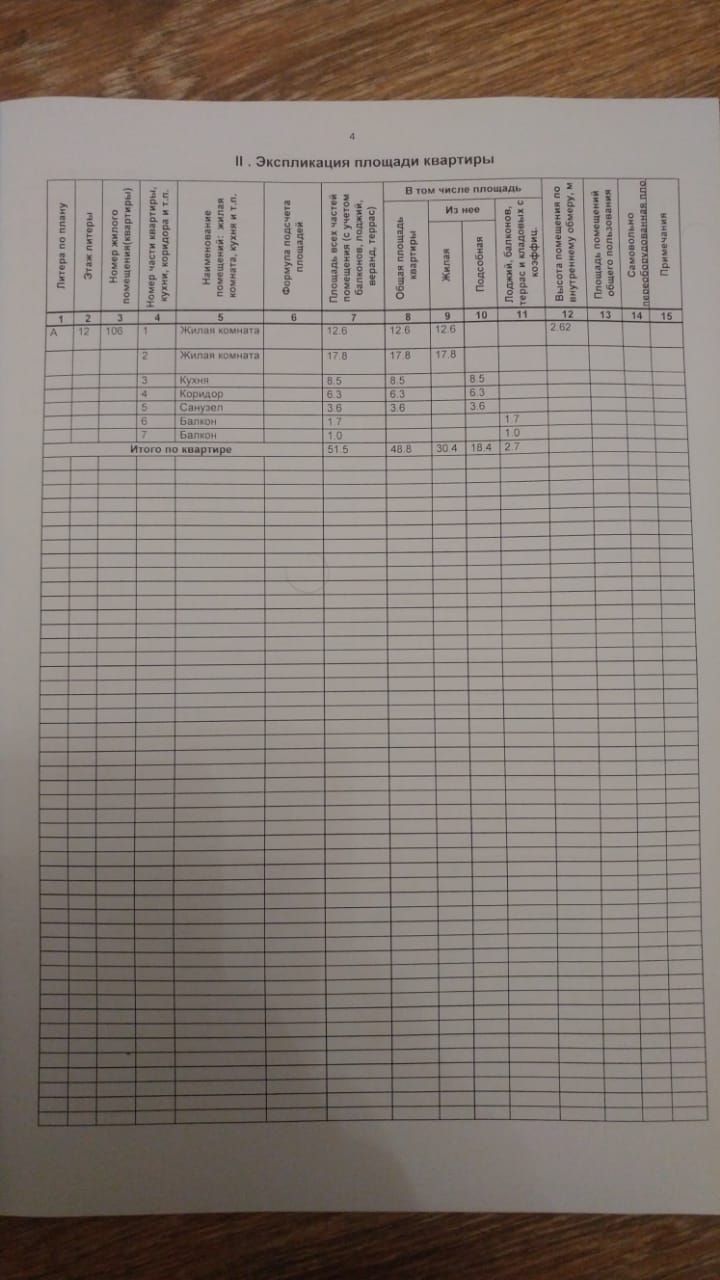 4
II . Экспликация площади квартиры
Литера по плану
Этаж литеры
Номер жилого помещения(квартиры)
Номер части квартиры, кухни, коридора и т.п.
Наименование помещений: жилая комната, кухня и т.п.
Формула подсчета площадей
Площадь всех частей помещения (с учетом балконов, лоджий, веранд, террас)
В том числе площадь
Общая площадь квартиры
Из нее
Жилая
Подсобная
Лоджий, балконов, террас и кладовых с коэффиц.
Высота помещения по внутреннему обмеру, м
Площадь помещений общего пользования
Самовольно переоборудованная пло
Примечания
1 2 3 4 5 6 7 8 9 10 11 12 13 14 15
А 12 106 1 Жилая комната 12.6 12.6 12.6 2.62
2 Жилая комната 17.8 17.8 17.8
3 Кухня 8.5 8.5 8.5
4 Коридор 6.3 6.3 6.3
5 Санузел 3.6 3.6 3.6
6 Балкон 1.7 1.7
7 Балкон 1.0 1.0
Итого по квартире 51.5 48.8 30.4 18.4 2.7